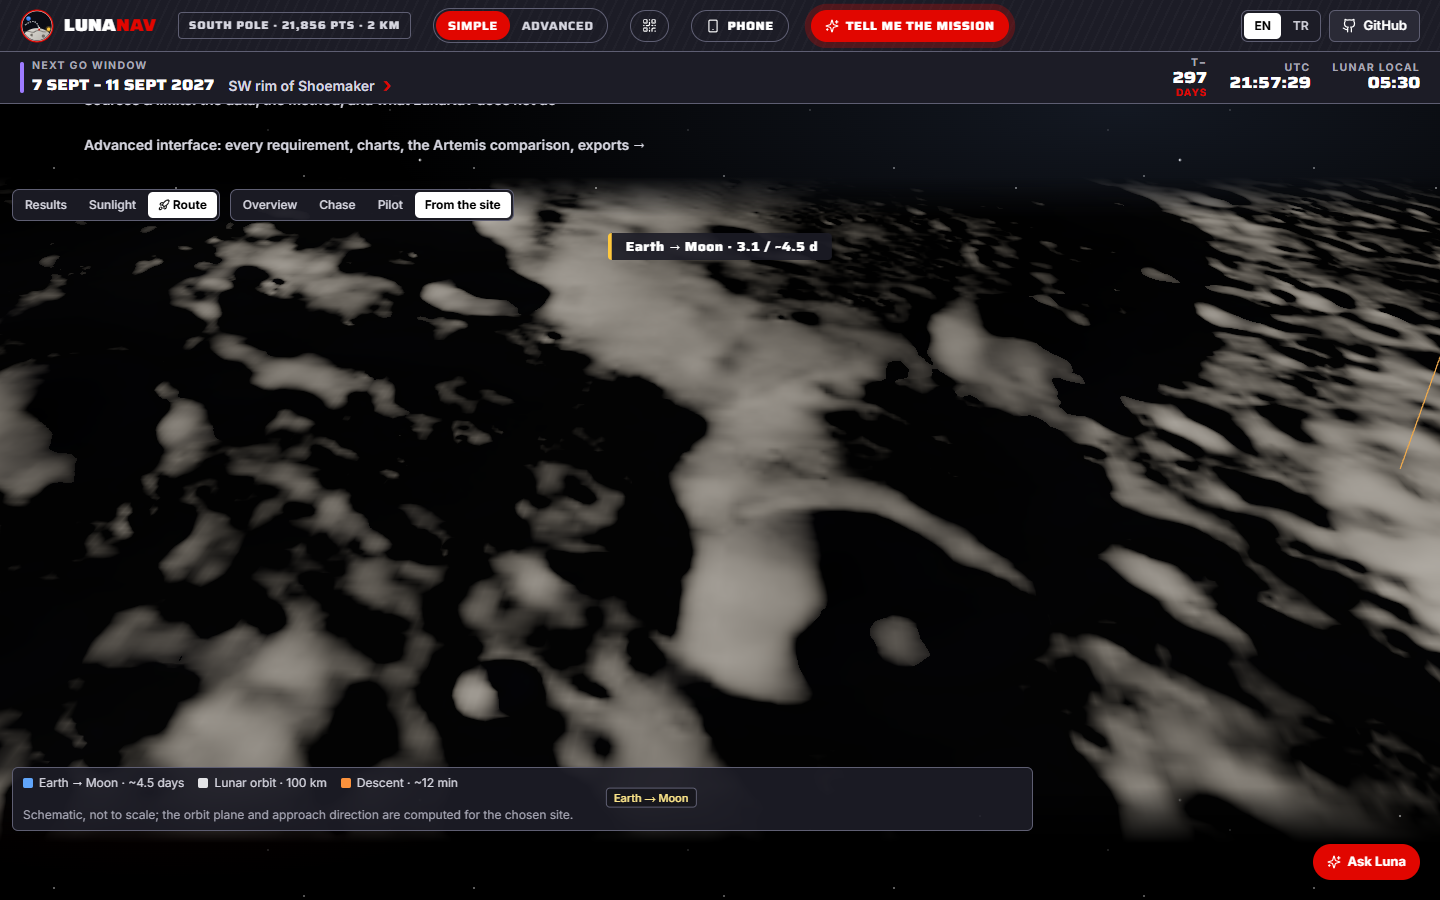 LUNANAV
SOUTH POLE · 21,856 PTS · 2 KM
SIMPLE
ADVANCED
PHONE
TELL ME THE MISSION
EN
TR
GitHub
NEXT GO WINDOW
7 SEPT – 11 SEPT 2027
SW rim of Shoemaker
T−
297
DAYS
UTC
21:57:29
LUNAR LOCAL
05:30
Advanced interface: every requirement, charts, the Artemis comparison, exports →
Results
Sunlight
Route
Overview
Chase
Pilot
From the site
Earth → Moon · 3.1 / ~4.5 d
Earth → Moon · ~4.5 days
Lunar orbit · 100 km
Descent · ~12 min
Earth → Moon
Schematic, not to scale; the orbit plane and approach direction are computed for the chosen site.
Ask Luna